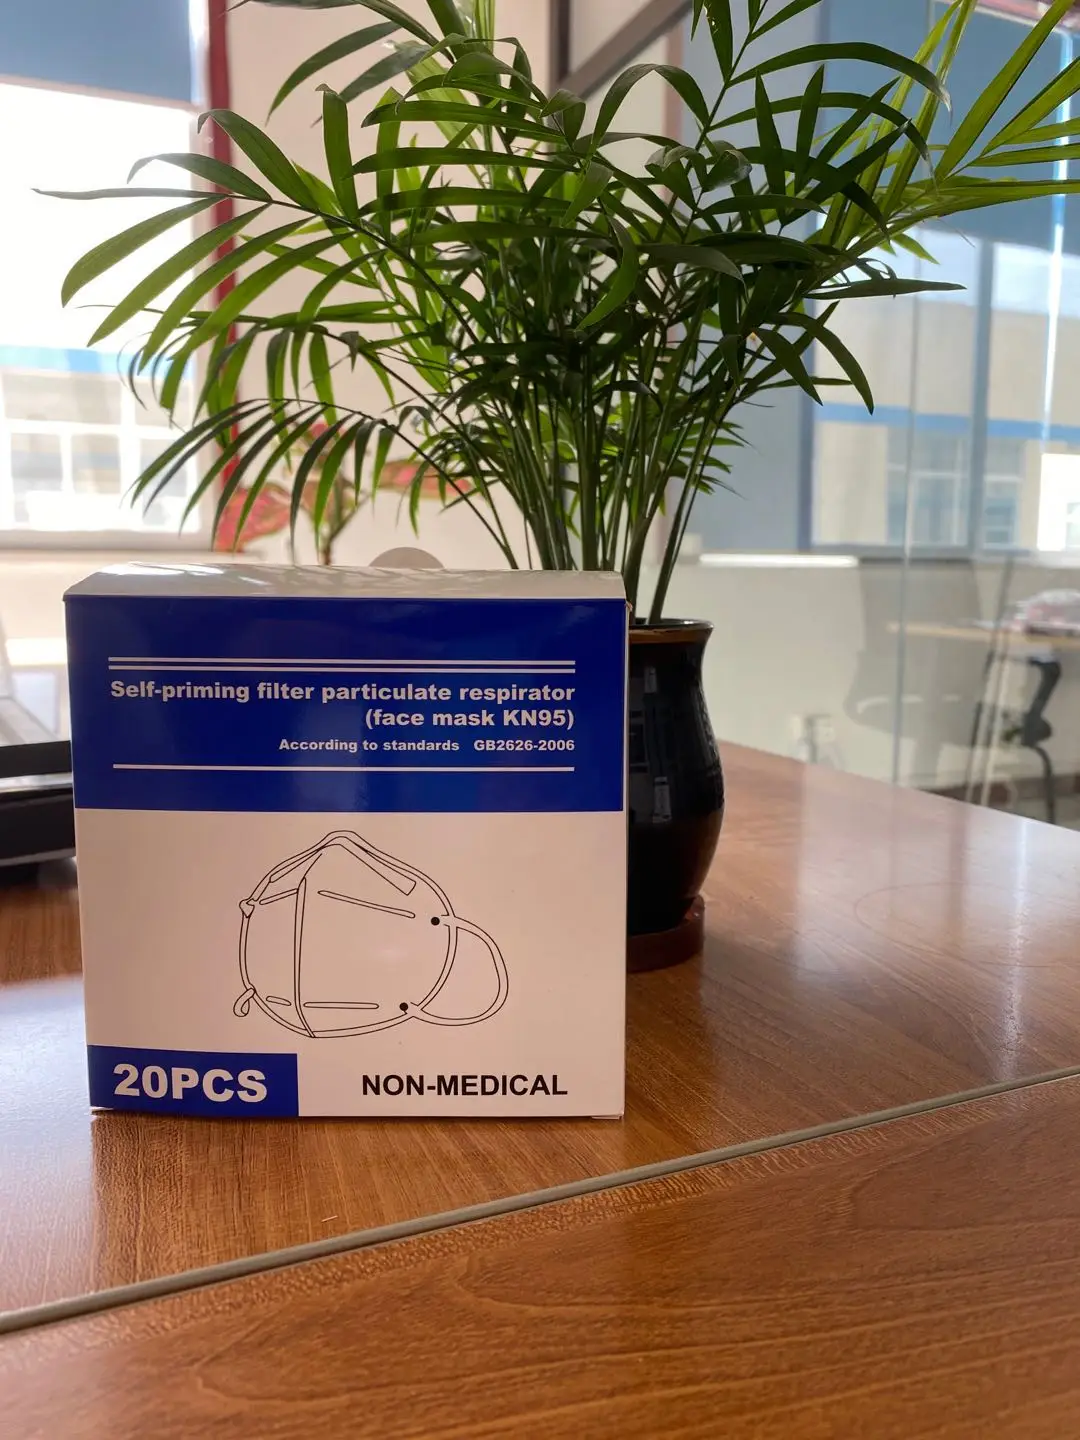 Self-priming filter particulate respirator
(face mask KN95)
According to standards GB2626-2006
20PCS
NON-MEDICAL